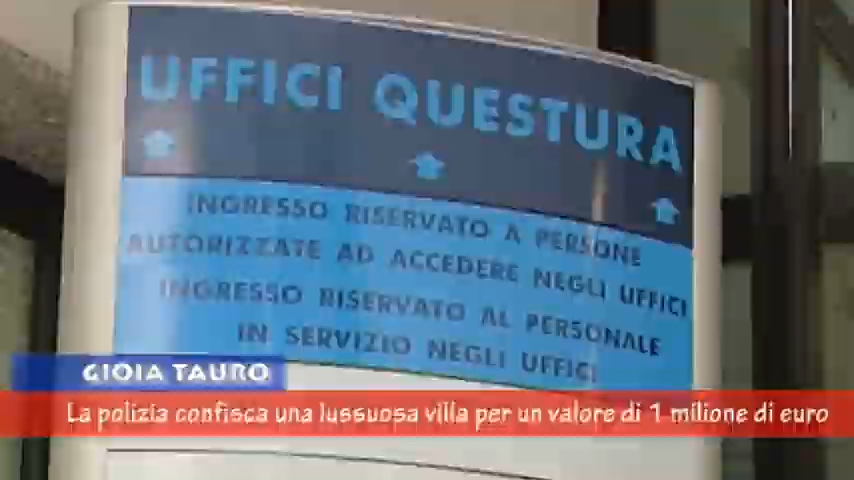 UFFICI QUESTURA
INGRESSO RISERVATO A PERSONE
AUTORIZZATE AD ACCEDERE NEGLI UFFICI
INGRESSO RISERVATO AL PERSONALE
IN SERVIZIO NEGLI UFFICI
GIOIA TAURO
La polizia confisca una lussuosa villa per un valore di 1 milione di euro